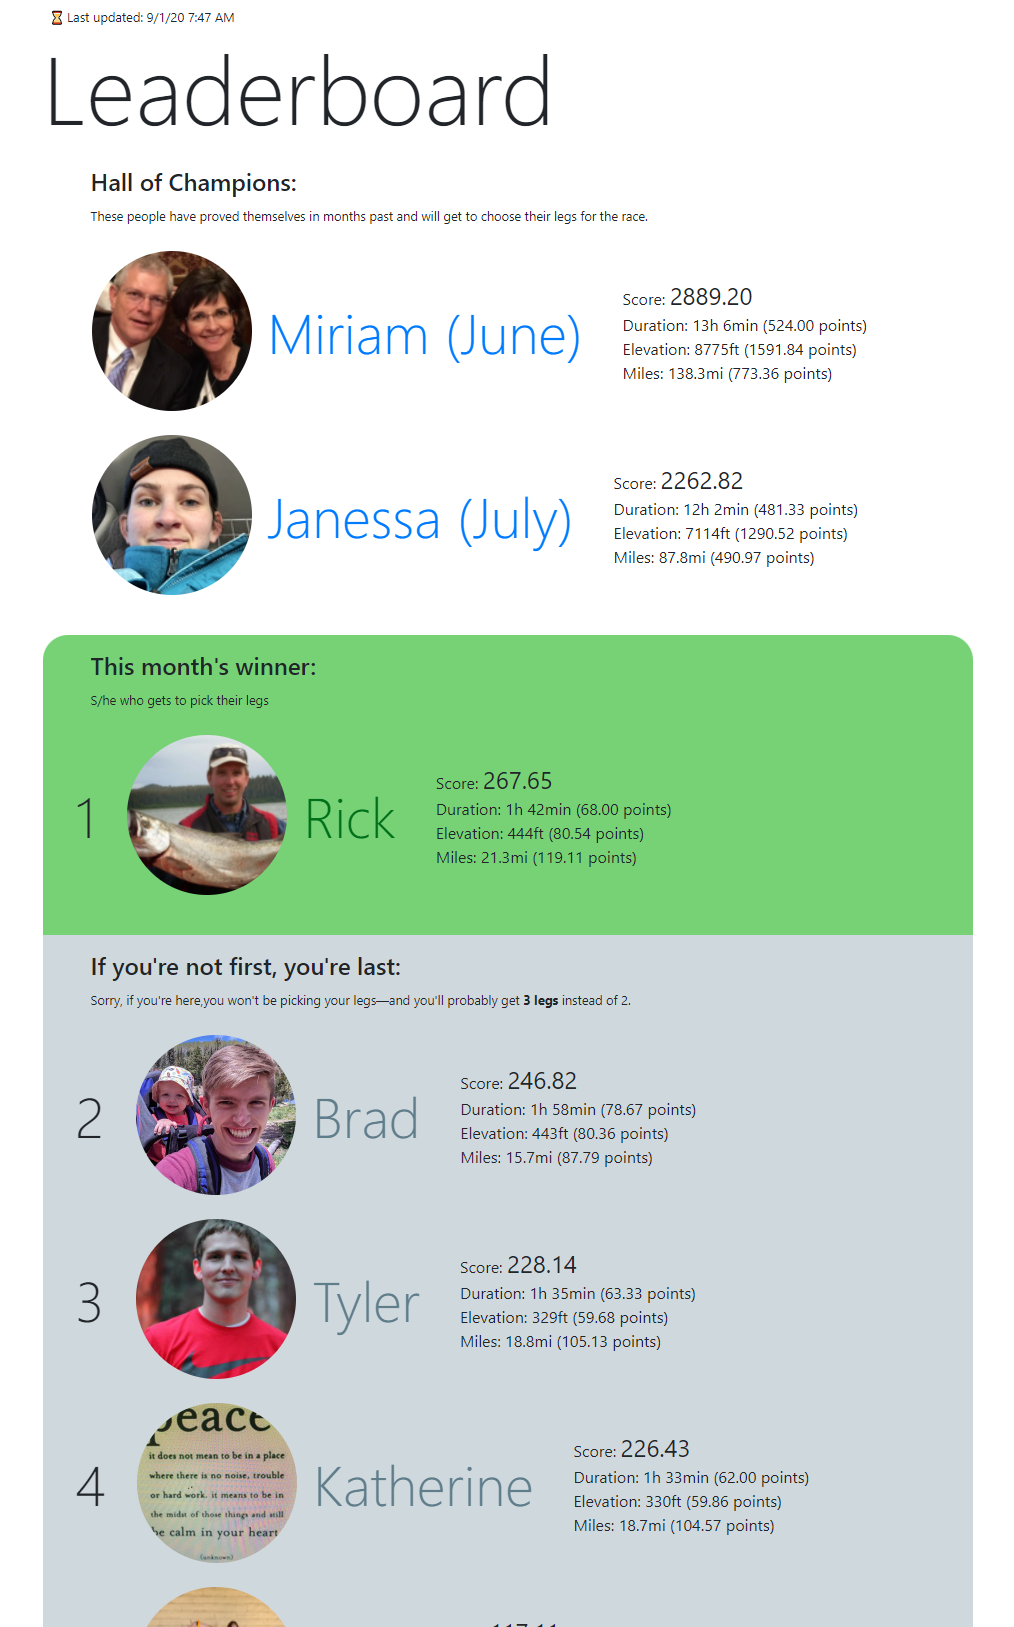 Last updated: 9/1/20 7:47 AM
Leaderboard
Hall of Champions:
These people have proved themselves in months past and will get to choose their legs for the race.
Miriam (June)
Score: 2889.20
Duration: 13h 6min (524.00 points)
Elevation: 8775ft (1591.84 points)
Miles: 138.3mi (773.36 points)
Janessa (July)
Score: 2262.82
Duration: 12h 2min (481.33 points)
Elevation: 7114ft (1290.52 points)
Miles: 87.8mi (490.97 points)
This month's winner:
S/he who gets to pick their legs
1
Rick
Score: 267.65
Duration: 1h 42min (68.00 points)
Elevation: 444ft (80.54 points)
Miles: 21.3mi (119.11 points)
If you're not first, you're last:
Sorry, if you're here,you won't be picking your legs—and you'll probably get 3 legs instead of 2.
2
Brad
Score: 246.82
Duration: 1h 58min (78.67 points)
Elevation: 443ft (80.36 points)
Miles: 15.7mi (87.79 points)
3
Tyler
Score: 228.14
Duration: 1h 35min (63.33 points)
Elevation: 329ft (59.68 points)
Miles: 18.8mi (105.13 points)
4
peace
it does not mean to be in a place
where there is no noise, trouble
or hard work. it means to be in
the midst of those things and still
be calm in your heart
(unknown)
Katherine
Score: 226.43
Duration: 1h 33min (62.00 points)
Elevation: 330ft (59.86 points)
Miles: 18.7mi (104.57 points)